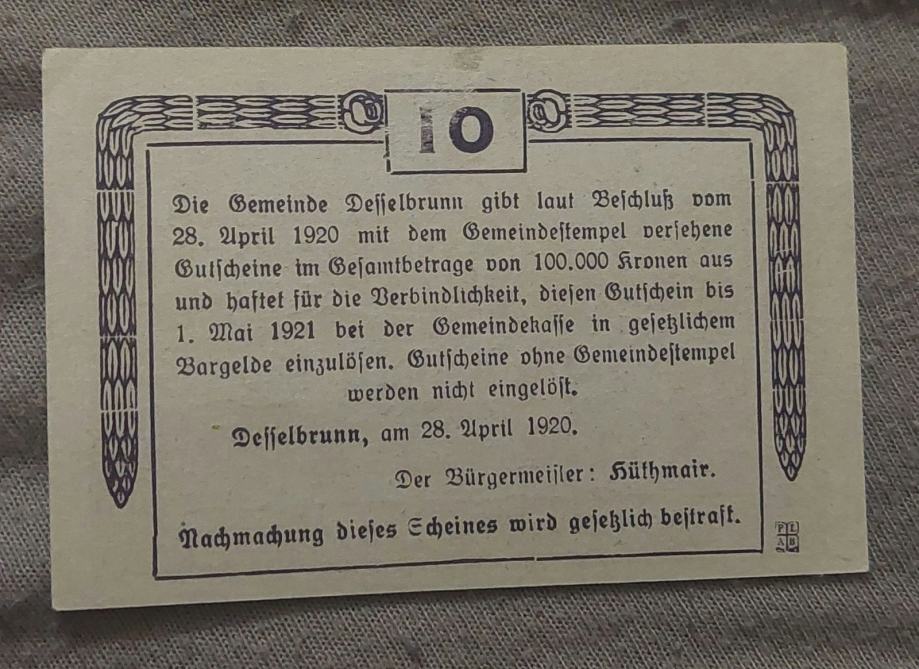 10
Die Gemeinde Desselbrunn gibt laut Beschluß vom
28. April 1920 mit dem Gemeindestempel versehene
Gutscheine im Gesamtbetrage von 100.000 Kronen aus
und haftet für die Verbindlichkeit, diesen Gutschein bis
1. Mai 1921 bei der Gemeindekasse in gesetzlichem
Bargelde einzulösen. Gutscheine ohne Gemeindestempel
werden nicht eingelöst.
Desselbrunn, am 28. April 1920.
Der Bürgermeister: Hüthmair.
Nachmachung dieses Scheines wird gesetzlich bestraft.
PL
AB